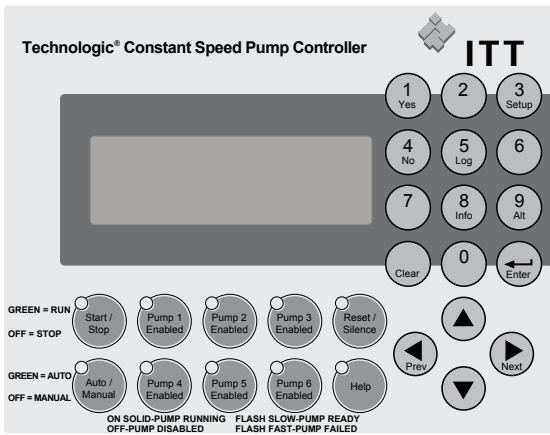 Technologic® Constant Speed Pump Controller
ITT
1 2 3
Yes Setup
4 5 6
No Log
7 8 9
Info Alt
Clear 0 Enter
GREEN = RUN
OFF = STOP
Start / Stop
Pump 1 Enabled
Pump 2 Enabled
Pump 3 Enabled
Reset / Silence
Prev
Next
GREEN = AUTO
OFF = MANUAL
Auto / Manual
Pump 4 Enabled
Pump 5 Enabled
Pump 6 Enabled
Help
ON SOLID-PUMP RUNNING FLASH SLOW-PUMP READY
OFF-PUMP DISABLED FLASH FAST-PUMP FAILED